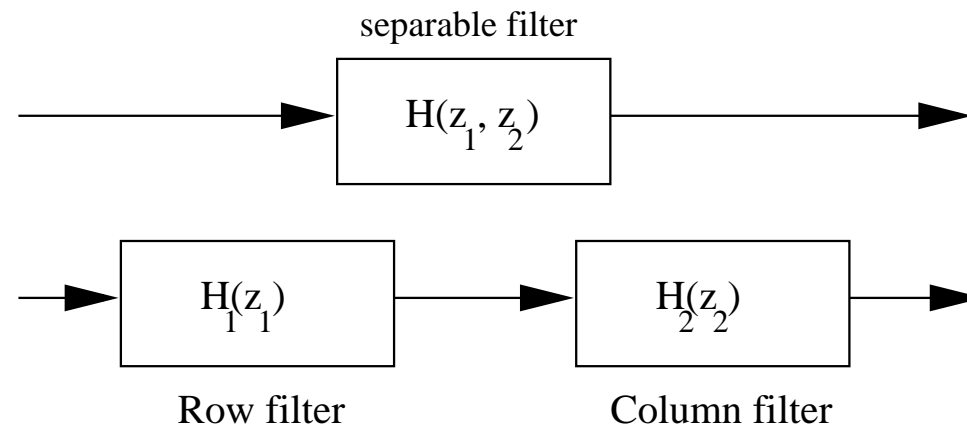 separable filter
H(z₁, z₂)
H₁(z₁)
H₂(z₂)
Row filter
Column filter